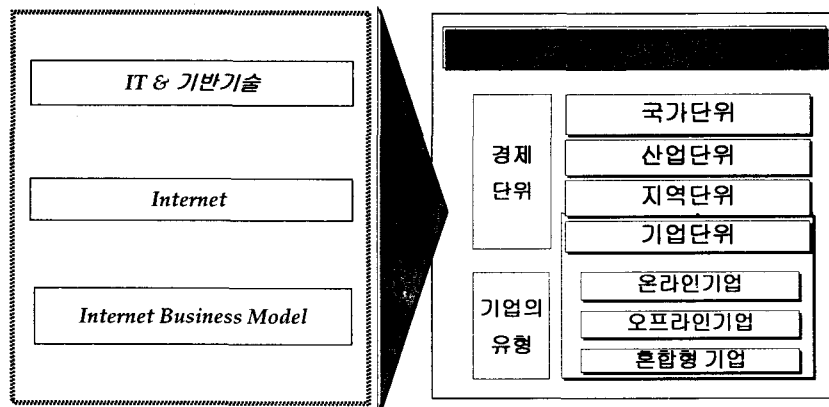 IT & 기반기술
Internet
Internet Business Model
경제
단위
국가단위
산업단위
지역단위
기업단위
기업의
유형
온라인기업
오프라인기업
혼합형 기업